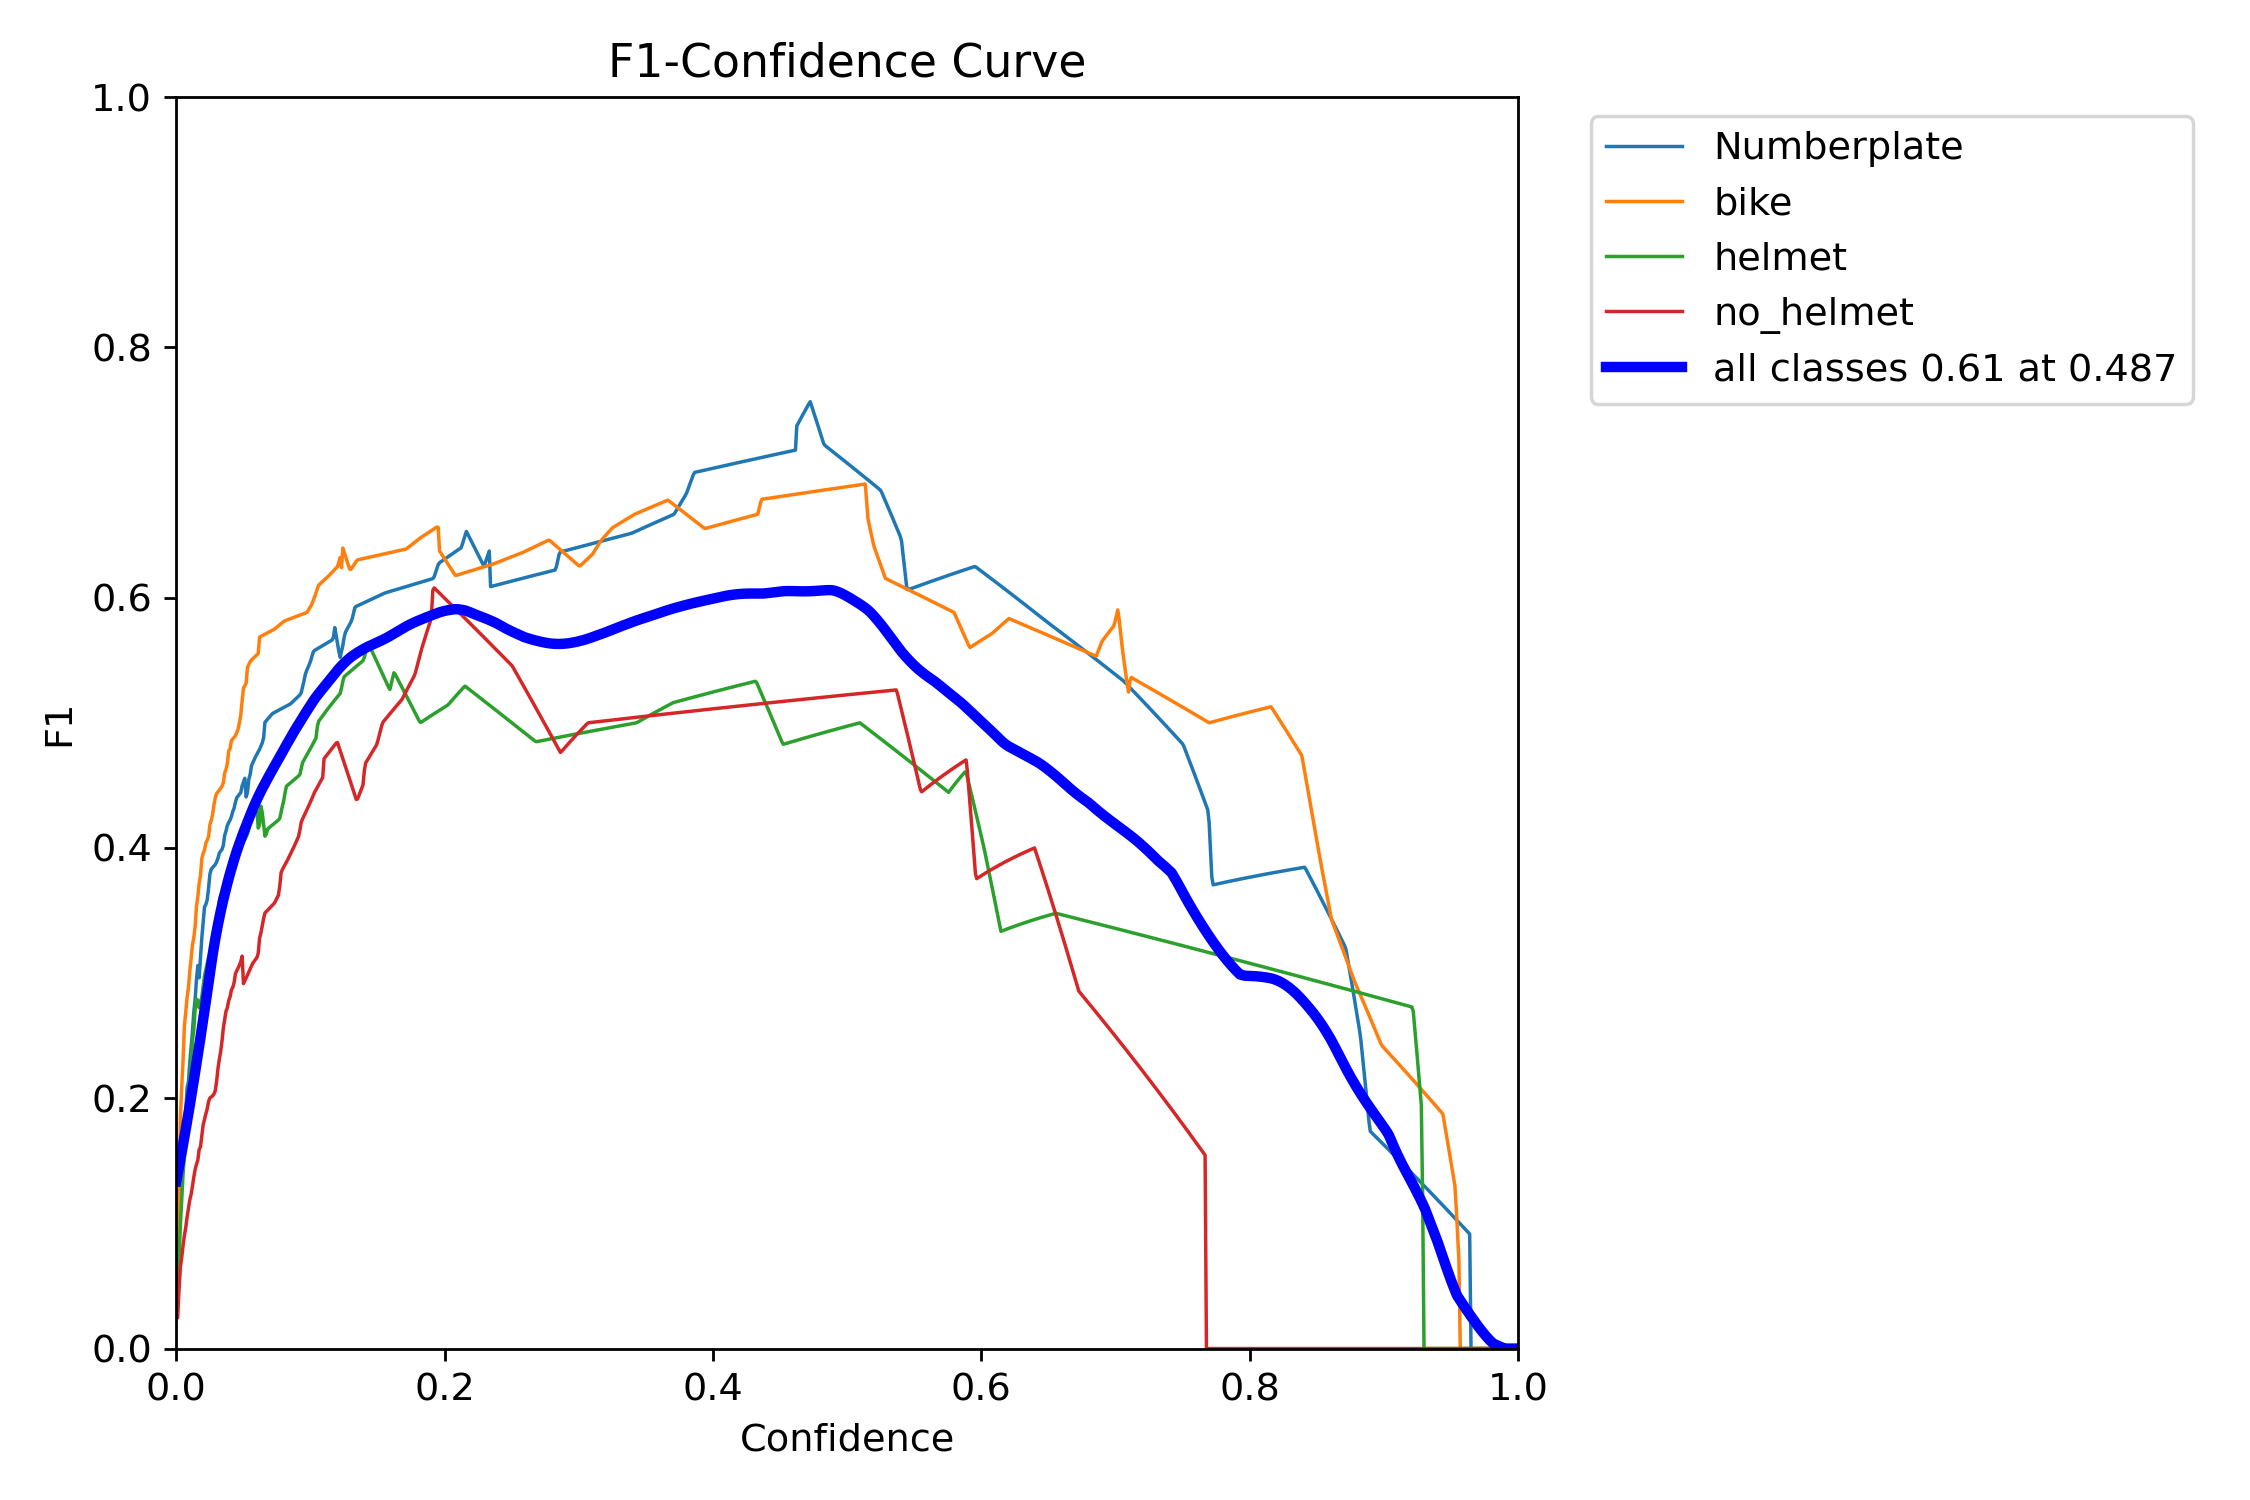 F1-Confidence Curve
1.0
0.8
0.6
0.4
0.2
0.0
F1
0.0 0.2 0.4 0.6 0.8 1.0
Confidence
Numberplate
bike
helmet
no_helmet
all classes 0.61 at 0.487